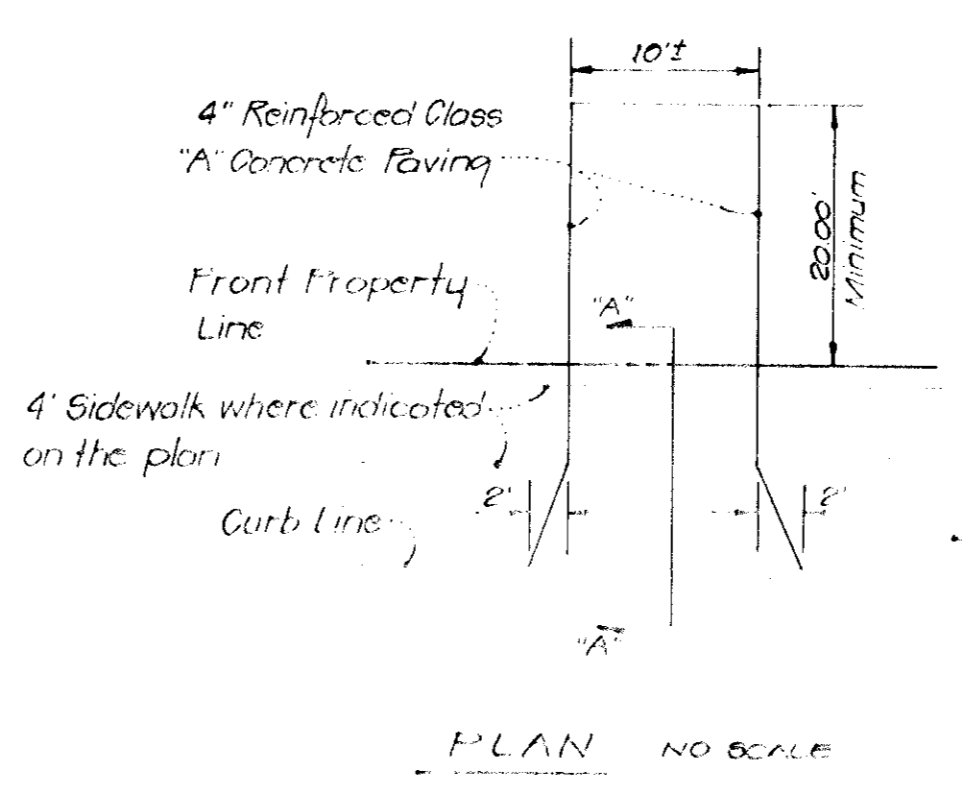 10'±
4" Reinforced Class
"A" Concrete Paving
20.00'
Minimum
Front Property
Line
"A"
4' Sidewalk where indicated
on the plan
2'
2'
Curb Line
"A"
PLAN NO SCALE